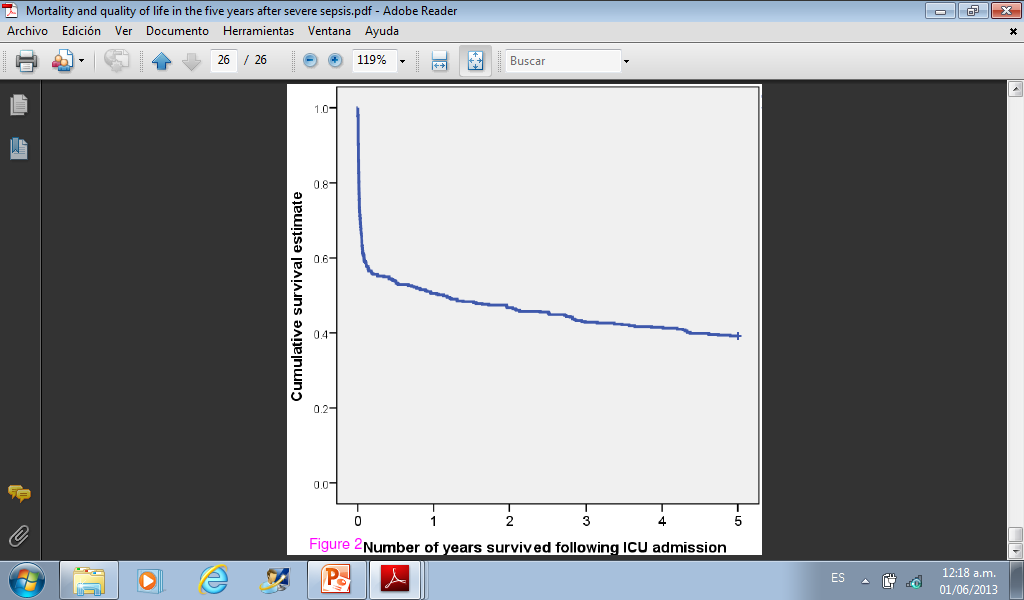 Mortality and quality of life in the five years after severe sepsis.pdf - Adobe Reader
Archivo Edición Ver Documento Herramientas Ventana Ayuda
26 / 26 119% Buscar
1.0
0.8
0.6
0.4
0.2
0.0
Cumulative survival estimate
0 1 2 3 4 5
Figure 2 Number of years survived following ICU admission
ES 12:18 a.m.
01/06/2013